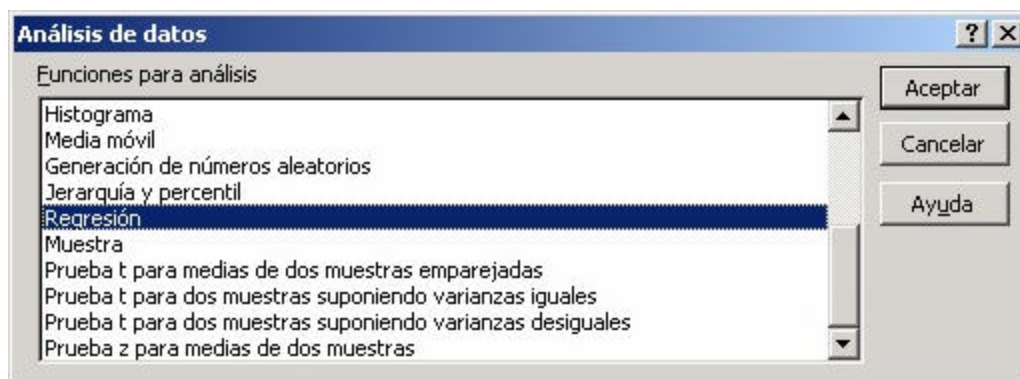 Análisis de datos
Funciones para análisis
Histograma
Media móvil
Generación de números aleatorios
Jerarquía y percentil
Regresión
Muestra
Prueba t para medias de dos muestras emparejadas
Prueba t para dos muestras suponiendo varianzas iguales
Prueba t para dos muestras suponiendo varianzas desiguales
Prueba z para medias de dos muestras
Aceptar
Cancelar
Ayuda